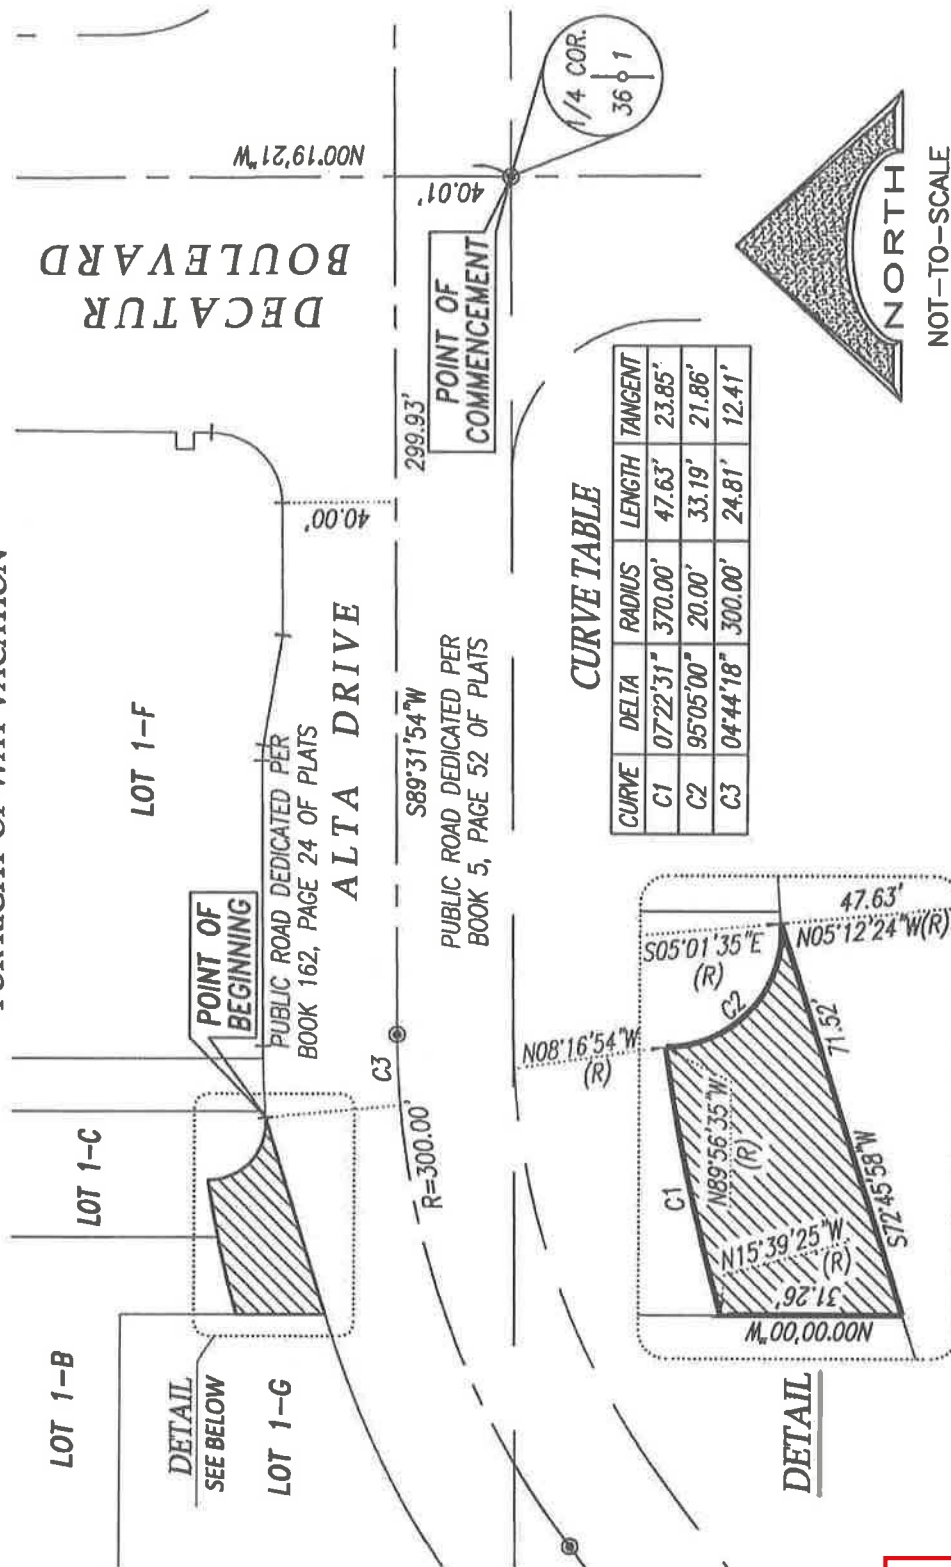 LOT 1-B
LOT 1-C
LOT 1-F
DETAIL
SEE BELOW
LOT 1-G
POINT OF
BEGINNING
PUBLIC ROAD DEDICATED PER
BOOK 162, PAGE 24 OF PLATS
ALTA DRIVE
40.00'
DECATUR
BOULEVARD
N00°19'21"W
R=300.00'
C3
S89°31'54"W
299.93'
40.01'
PUBLIC ROAD DEDICATED PER
BOOK 5, PAGE 52 OF PLATS
POINT OF
COMMENCEMENT
1/4 COR.
36 1
CURVE TABLE
CURVE DELTA RADIUS LENGTH TANGENT
C1 07°22'31" 370.00' 47.63' 23.85'
C2 95°05'00" 20.00' 33.19' 21.86'
C3 04°44'18" 300.00' 24.81' 12.41'
DETAIL
N08°16'54"W
(R)
S05°01'35"E
(R)
C1
C2
N89°56'35"W
(R)
N15°39'25"W
(R)
N00°00'00"W
31.26'
S72°45'58"W
71.52'
47.63'
N05°12'24"W(R)
NORTH
NOT-TO-SCALE